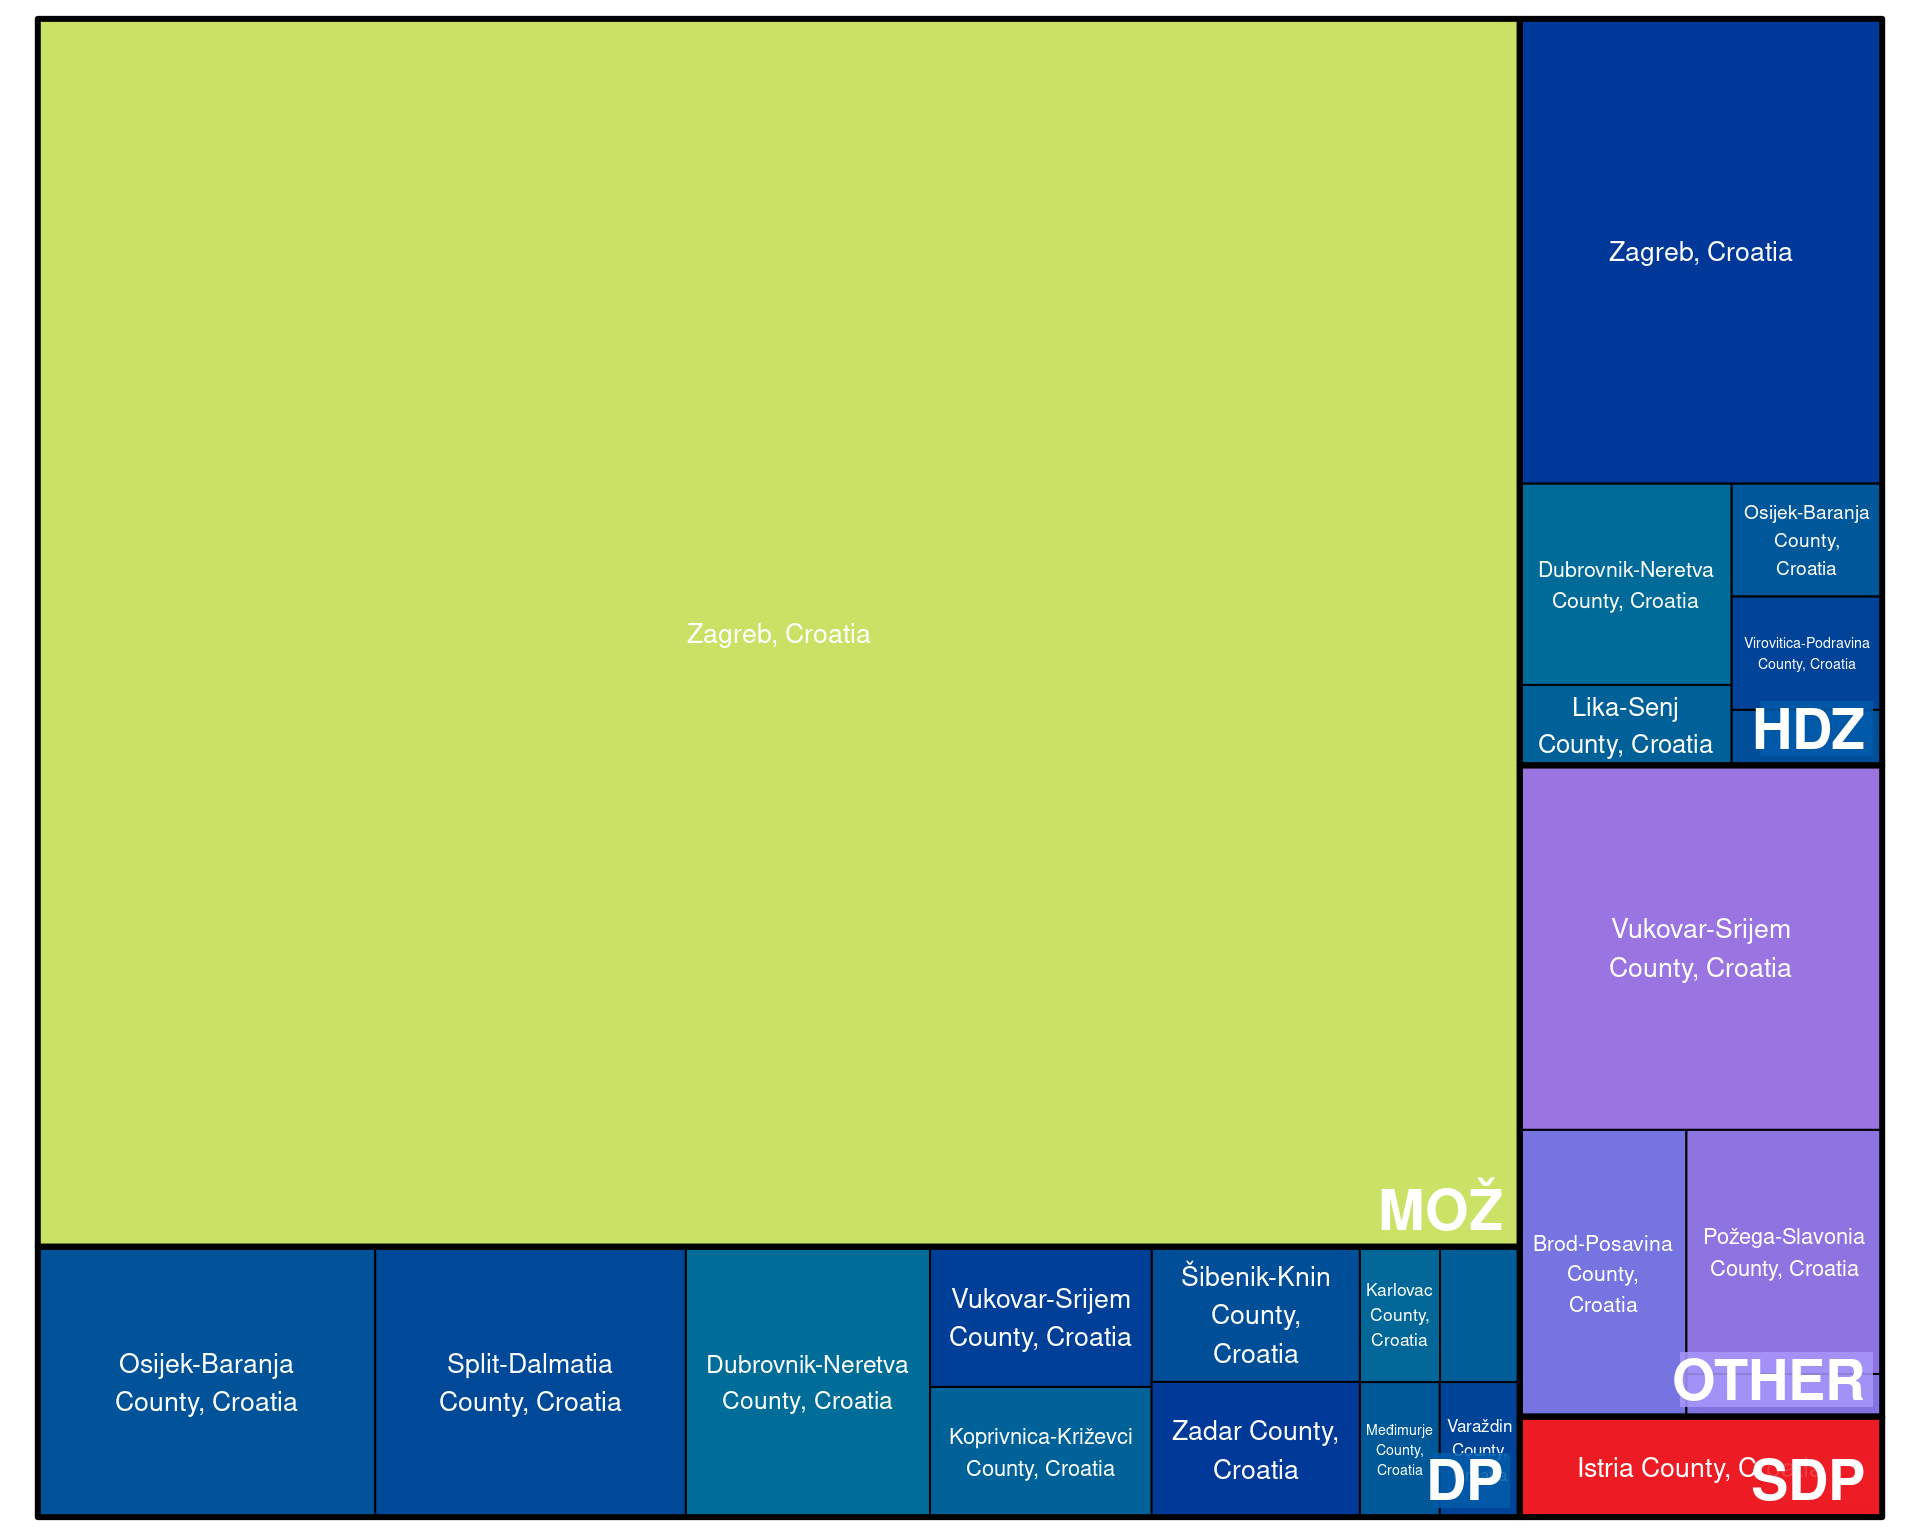 Zagreb, Croatia
MOŽ
Zagreb, Croatia
Dubrovnik-Neretva
County, Croatia
Osijek-Baranja
County,
Croatia
Virovitica-Podravina
County, Croatia
Lika-Senj
County, Croatia
HDZ
Vukovar-Srijem
County, Croatia
Brod-Posavina
County,
Croatia
Požega-Slavonia
County, Croatia
OTHER
Osijek-Baranja
County, Croatia
Split-Dalmatia
County, Croatia
Dubrovnik-Neretva
County, Croatia
Vukovar-Srijem
County, Croatia
Koprivnica-Križevci
County, Croatia
Šibenik-Knin
County,
Croatia
Zadar County,
Croatia
Karlovac
County,
Croatia
Međimurje
County,
Croatia
Varaždin
County,
DP
Istria County,
SDP